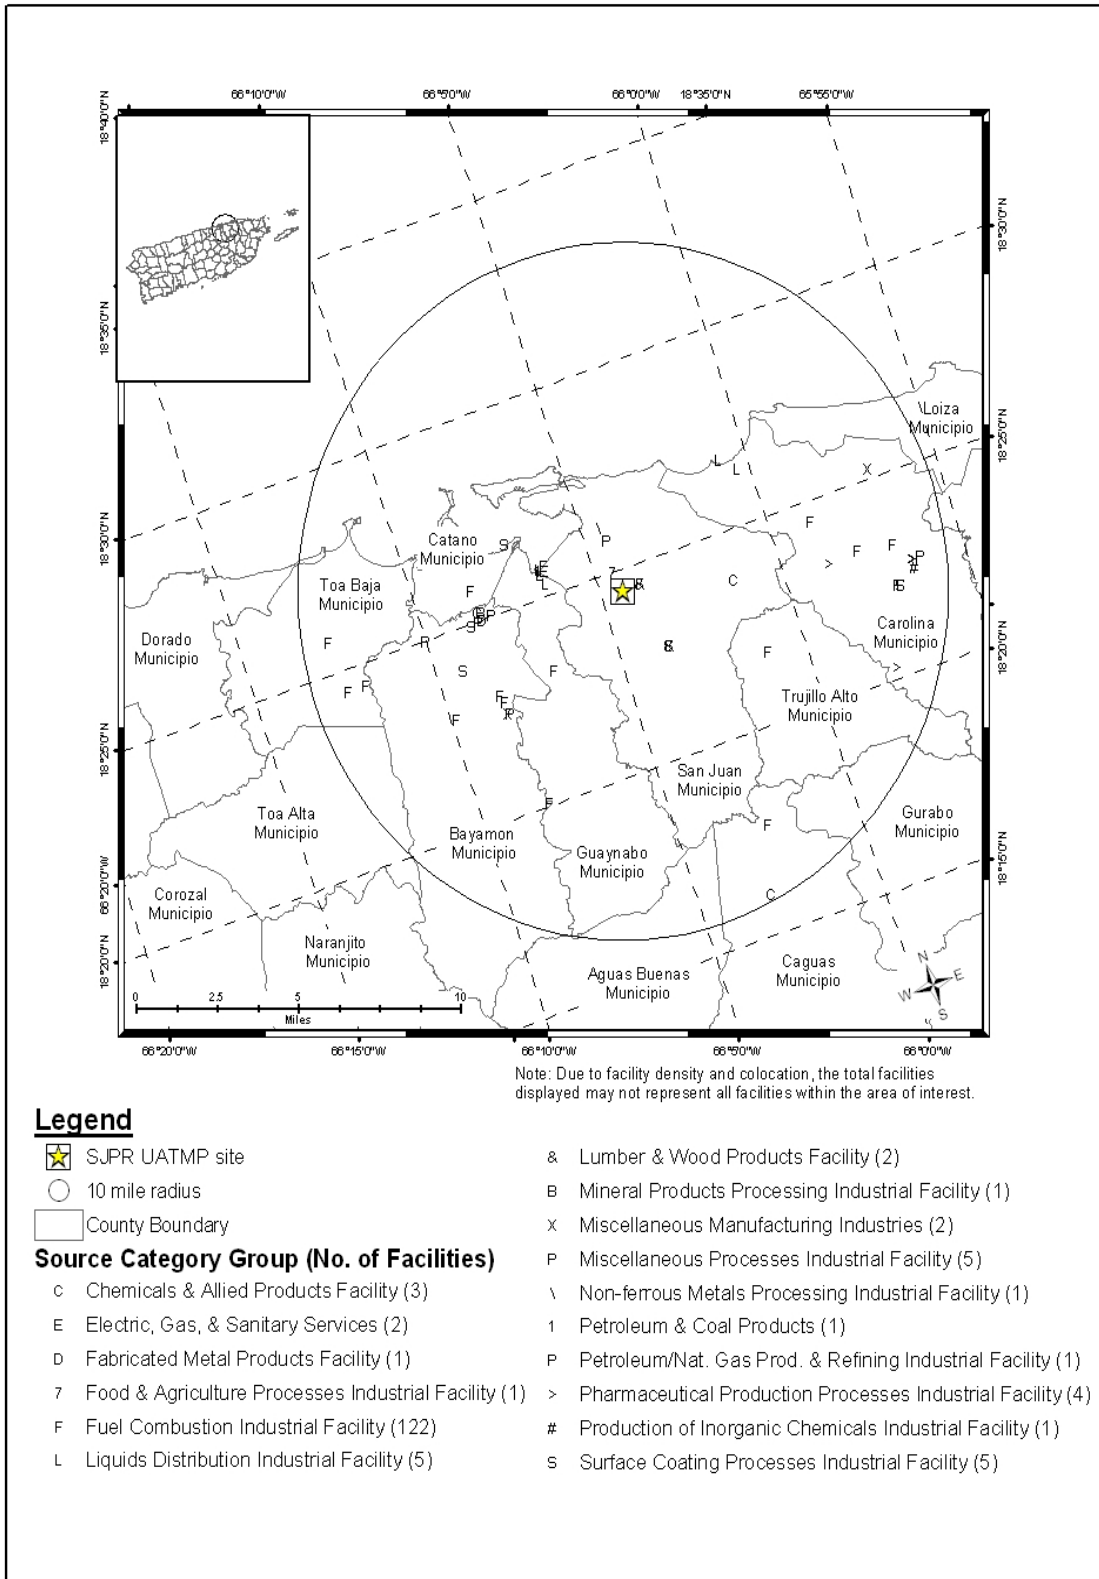 66°10'0"W 66°5'0"W 66°0'0"W 18°35'0"N 65°55'0"W
18°40'0"N
18°35'0"N
18°30'0"N
18°25'0"N
66°20'0"W
18°20'0"N
18°30'0"N
18°25'0"N
18°20'0"N
18°15'0"N
Loiza
Municipio
Catano
Municipio
Toa Baja
Municipio
Dorado
Municipio
Carolina
Municipio
Trujillo Alto
Municipio
San Juan
Municipio
Toa Alta
Municipio
Bayamon
Municipio
Guaynabo
Municipio
Gurabo
Municipio
Corozal
Municipio
Naranjito
Municipio
Aguas Buenas
Municipio
Caguas
Municipio
N
W E
S
0 2.5 5 10
Miles
66°20'0"W 66°15'0"W 66°10'0"W 66°5'0"W 66°0'0"W
Note: Due to facility density and colocation, the total facilities
displayed may not represent all facilities within the area of interest.
Legend
SJPR UATMP site
10 mile radius
County Boundary
Source Category Group (No. of Facilities)
C Chemicals & Allied Products Facility (3)
E Electric, Gas, & Sanitary Services (2)
D Fabricated Metal Products Facility (1)
7 Food & Agriculture Processes Industrial Facility (1)
F Fuel Combustion Industrial Facility (122)
L Liquids Distribution Industrial Facility (5)
& Lumber & Wood Products Facility (2)
B Mineral Products Processing Industrial Facility (1)
X Miscellaneous Manufacturing Industries (2)
P Miscellaneous Processes Industrial Facility (5)
\ Non-ferrous Metals Processing Industrial Facility (1)
1 Petroleum & Coal Products (1)
P Petroleum/Nat. Gas Prod. & Refining Industrial Facility (1)
> Pharmaceutical Production Processes Industrial Facility (4)
# Production of Inorganic Chemicals Industrial Facility (1)
S Surface Coating Processes Industrial Facility (5)